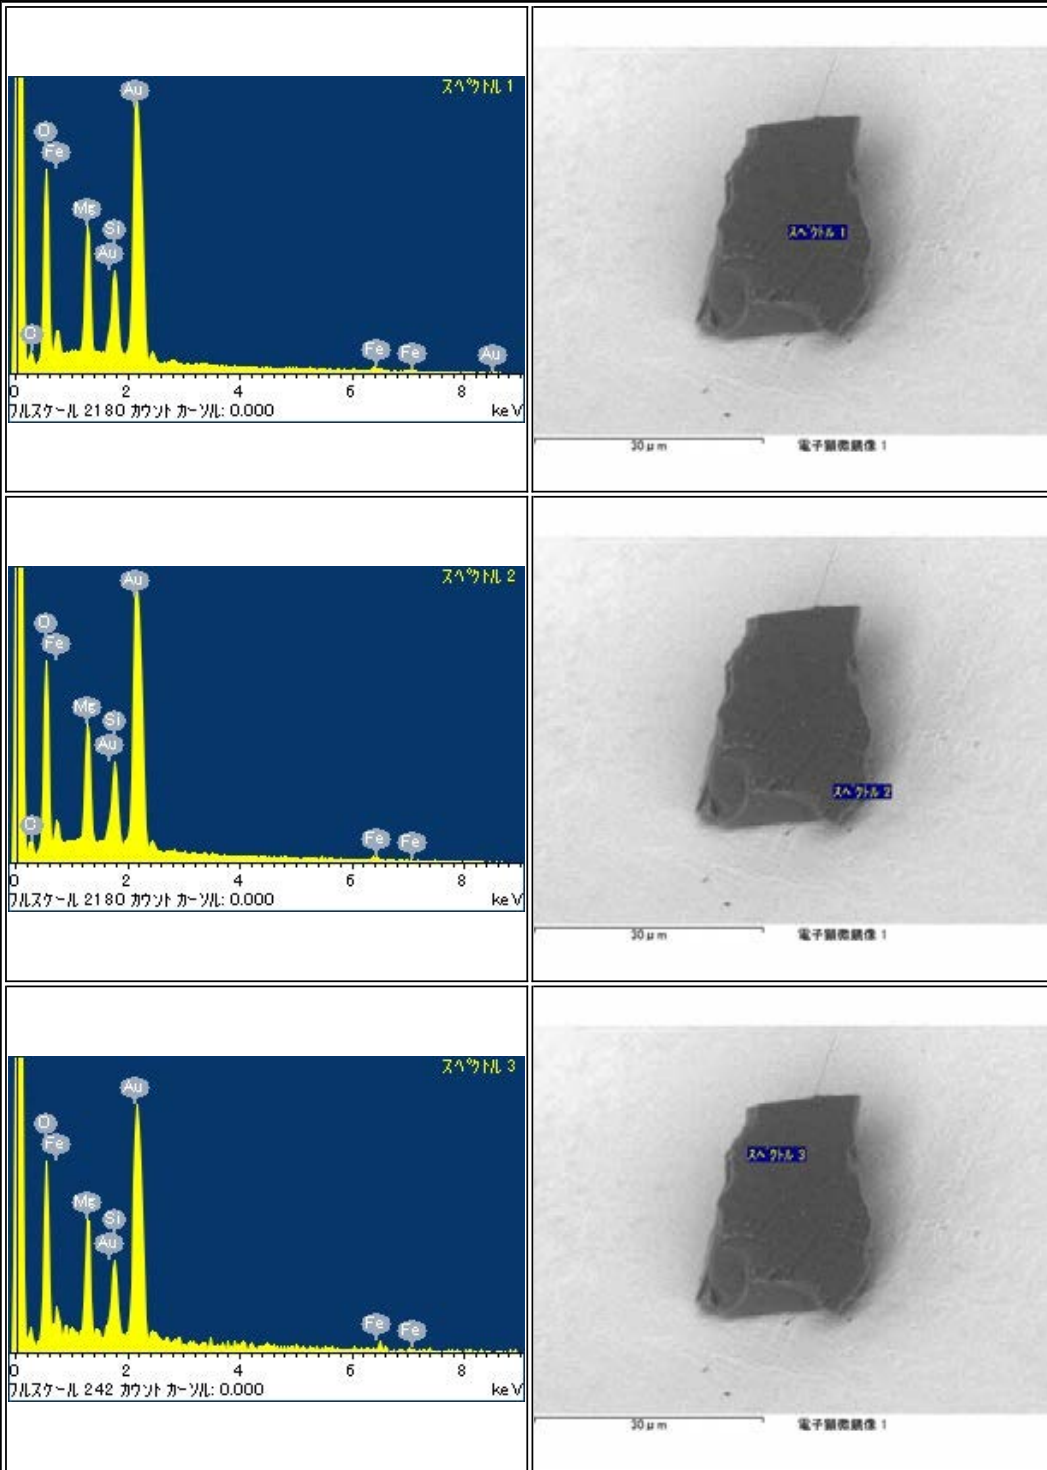 スペクトル 1
Au
O
Fe
Mg
Si
Au
C
Fe
Fe
Au
0 2 4 6 8
フルスケール 2180 カウント カーソル: 0.000 keV
スペクトル 1
30μm 電子顕微鏡像 1
スペクトル 2
Au
O
Fe
Mg
Si
Au
C
Fe
Fe
0 2 4 6 8
フルスケール 2180 カウント カーソル: 0.000 keV
スペクトル 2
30μm 電子顕微鏡像 1
スペクトル 3
Au
O
Fe
Mg
Si
Au
Fe
Fe
0 2 4 6 8
フルスケール 242 カウント カーソル: 0.000 keV
スペクトル 3
30μm 電子顕微鏡像 1